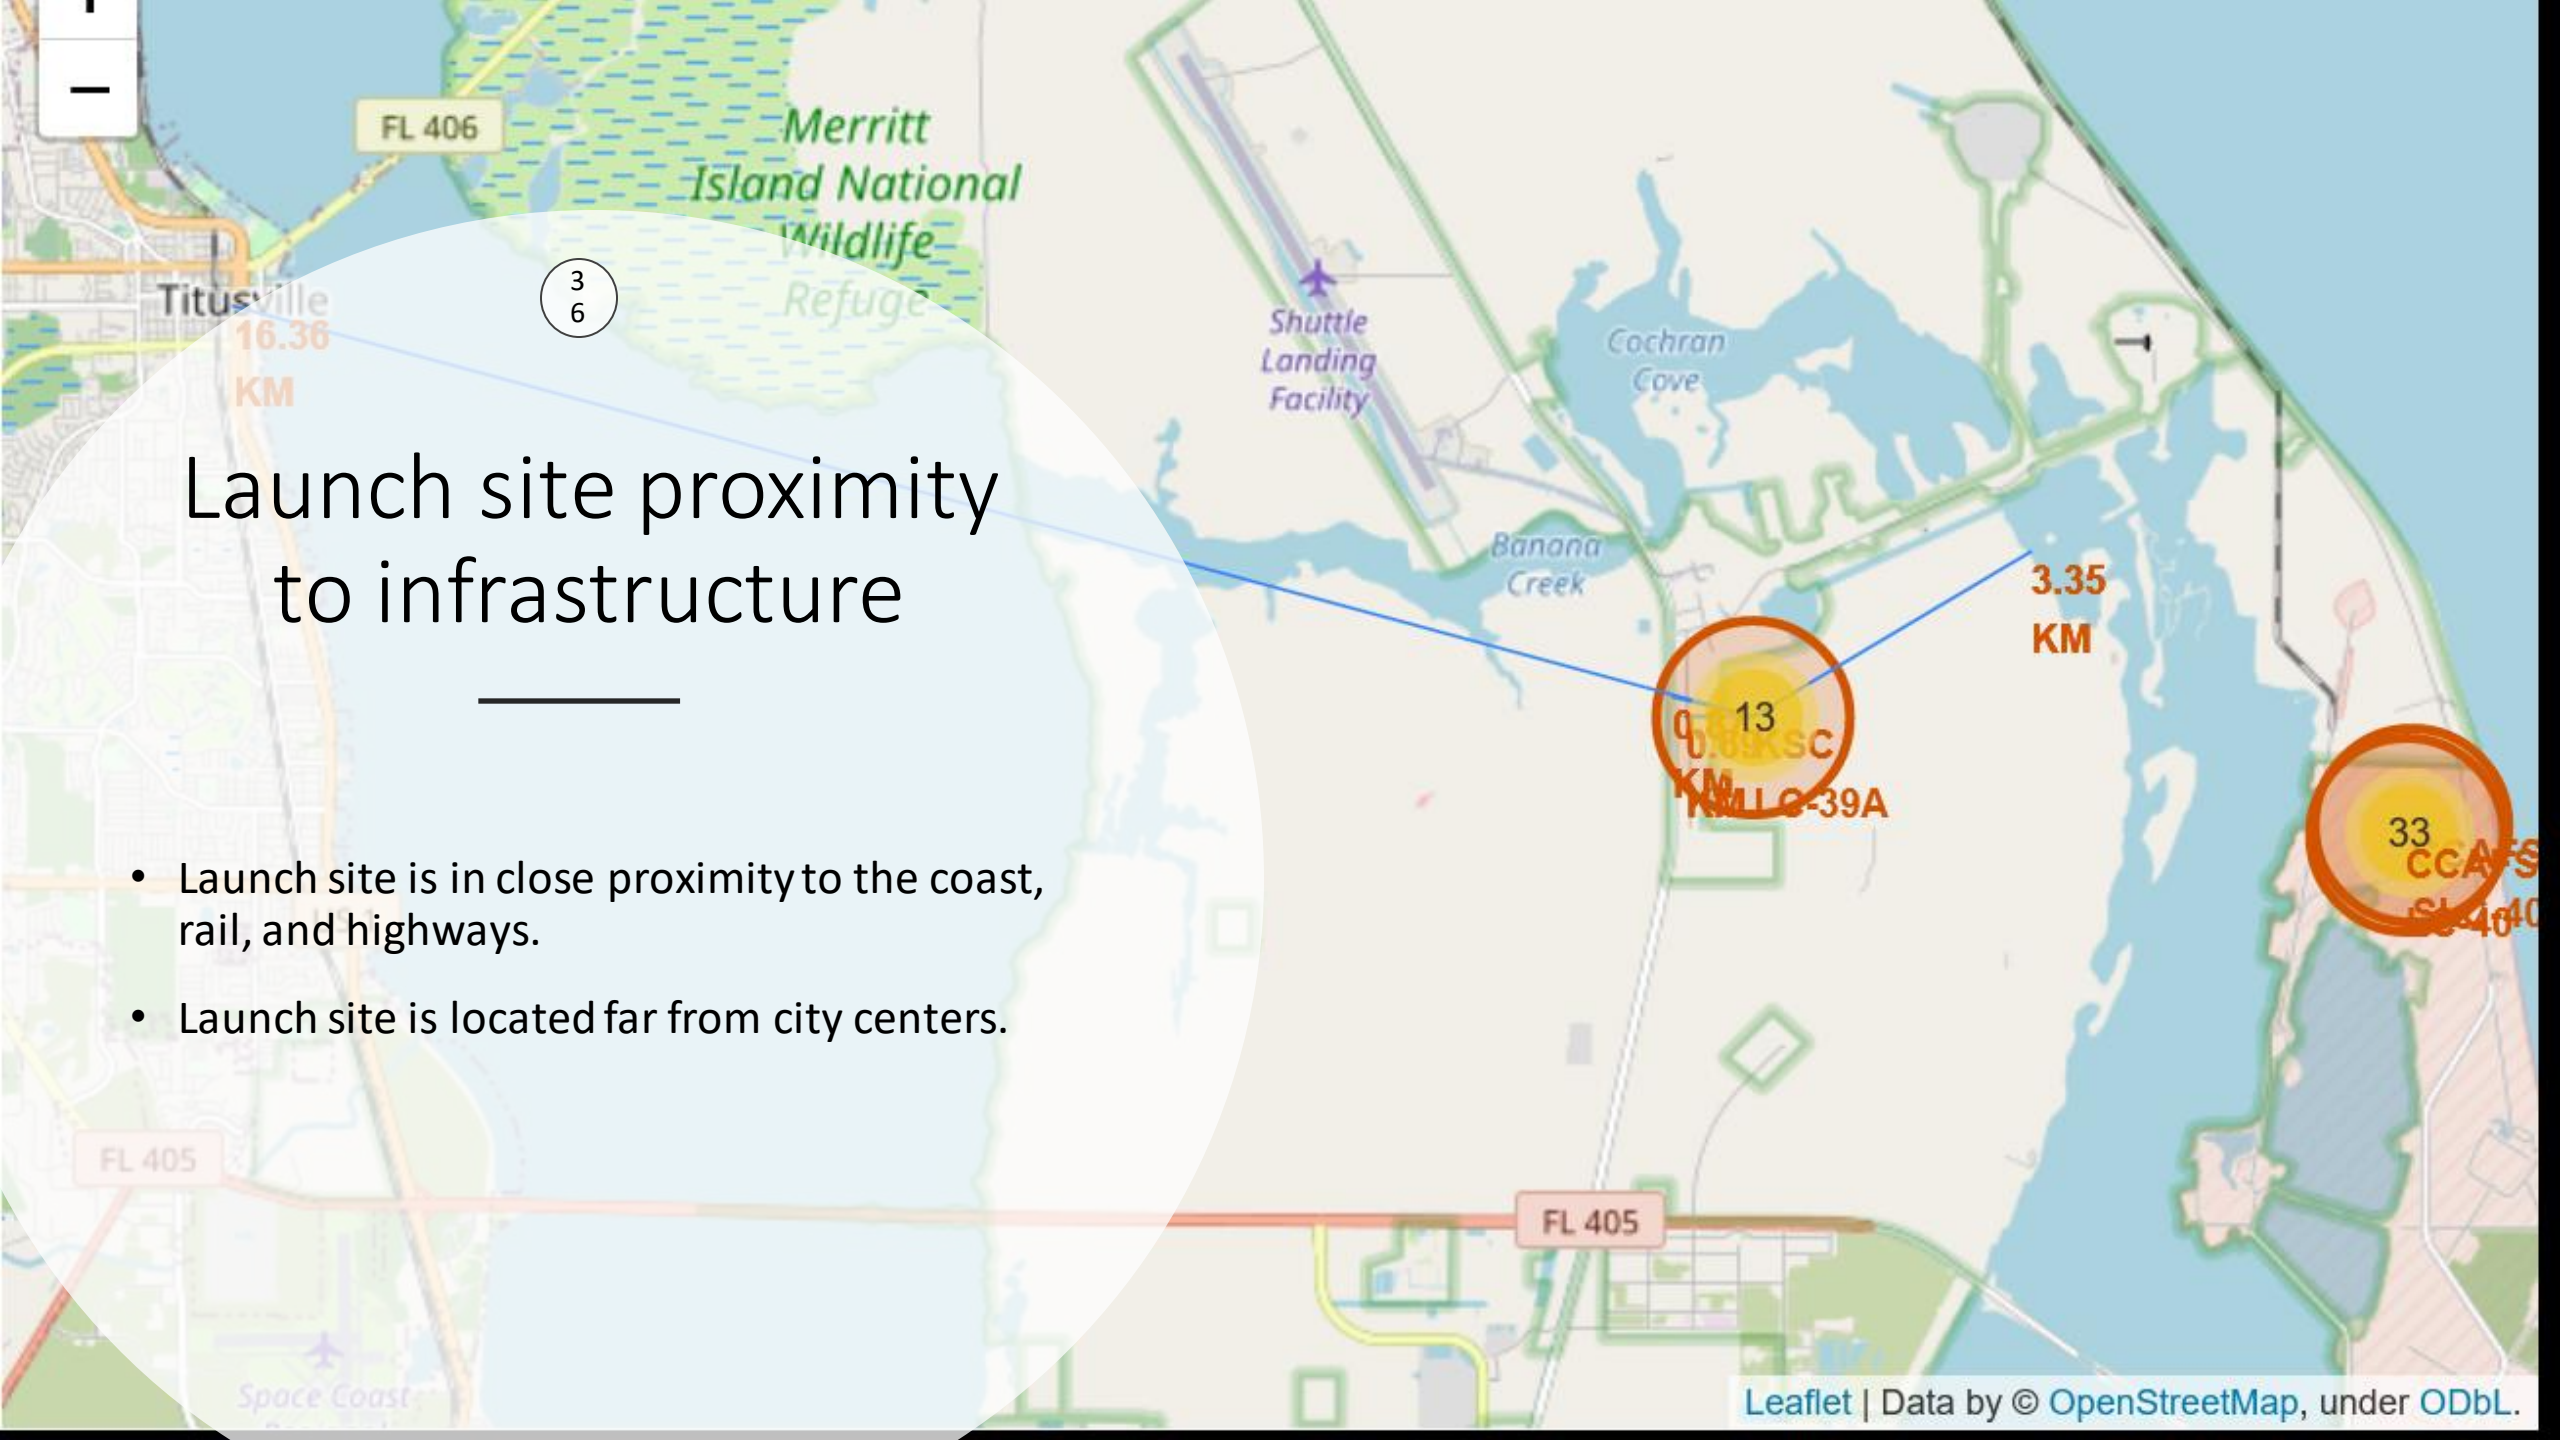 +
−
FL 406
Merritt
Island National
Wildlife
Refuge
Titusville
16.36
KM
3
6
Shuttle
Landing
Facility
Cochran
Cove
Banana
Creek
Launch site proximity
to infrastructure
3.35
KM
13
KSC
KM
KM LC-39A
33
• Launch site is in close proximity to the coast,
rail, and highways.
• Launch site is located far from city centers.
FL 405
FL 405
Space Coast
Leaflet | Data by © OpenStreetMap, under ODbL.